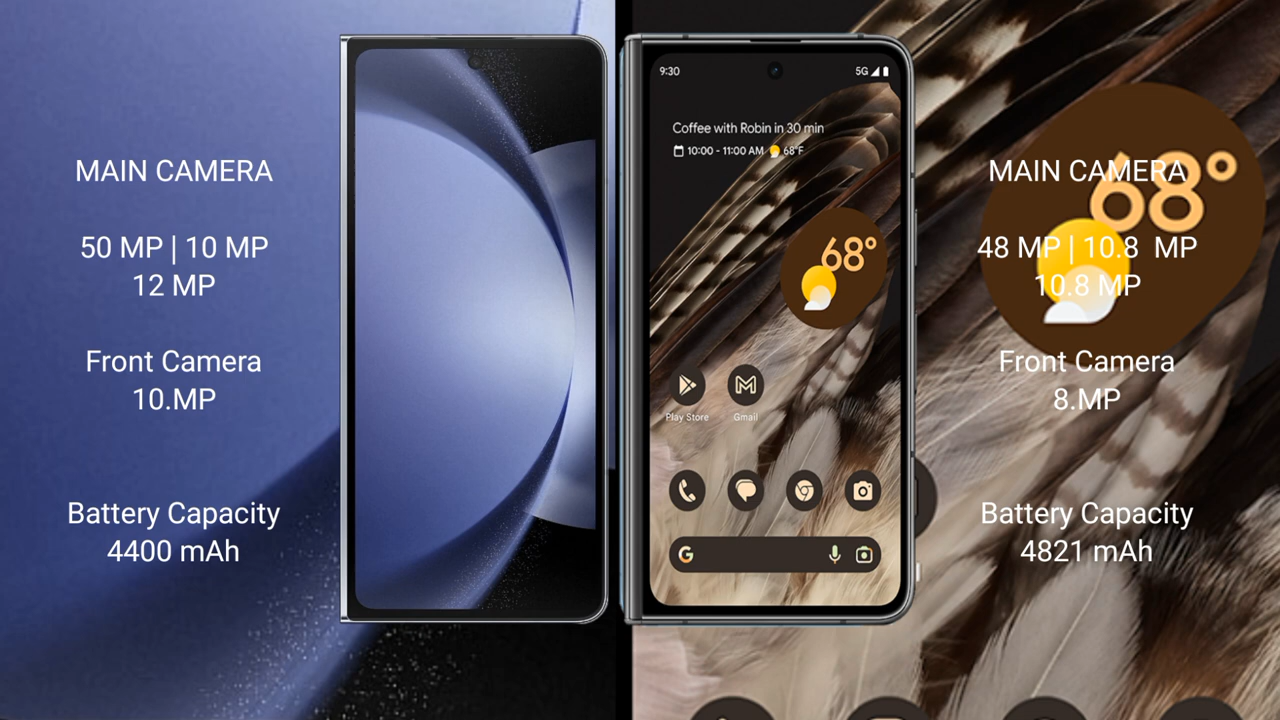 MAIN CAMERA
50 MP | 10 MP
12 MP
Front Camera
10.MP
Battery Capacity
4400 mAh
9:30
5G
Coffee with Robin in 30 min
10:00 - 11:00 AM 68°F
68°
Play Store
Gmail
G
68°
MAIN CAMERA
48 MP | 10.8 MP
10.8 MP
Front Camera
8.MP
Battery Capacity
4821 mAh